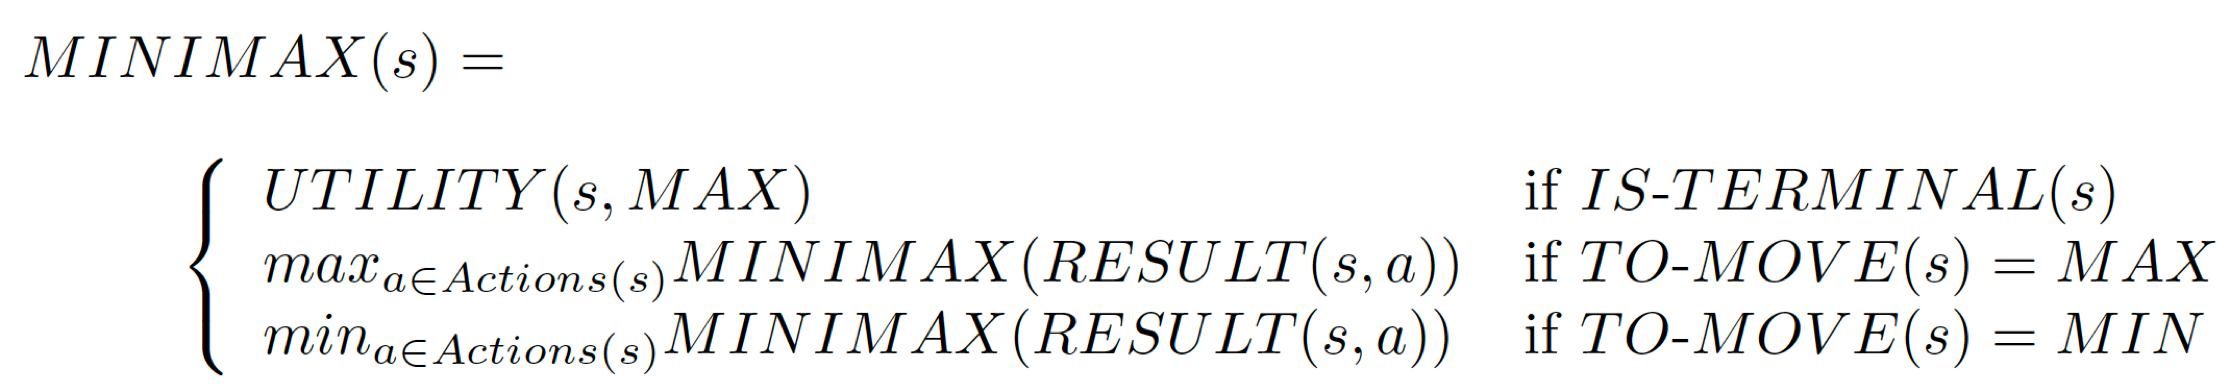 MINIMAX(s) =
UTILITY(s, MAX) if IS-TERMINAL(s)
max_{a∈Actions(s)} MINIMAX(RESULT(s, a)) if TO-MOVE(s) = MAX
min_{a∈Actions(s)} MINIMAX(RESULT(s, a)) if TO-MOVE(s) = MIN